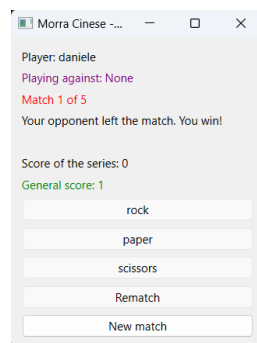 Morra Cinese -...
Player: daniele
Playing against: None
Match 1 of 5
Your opponent left the match. You win!
Score of the series: 0
General score: 1
rock
paper
scissors
Rematch
New match